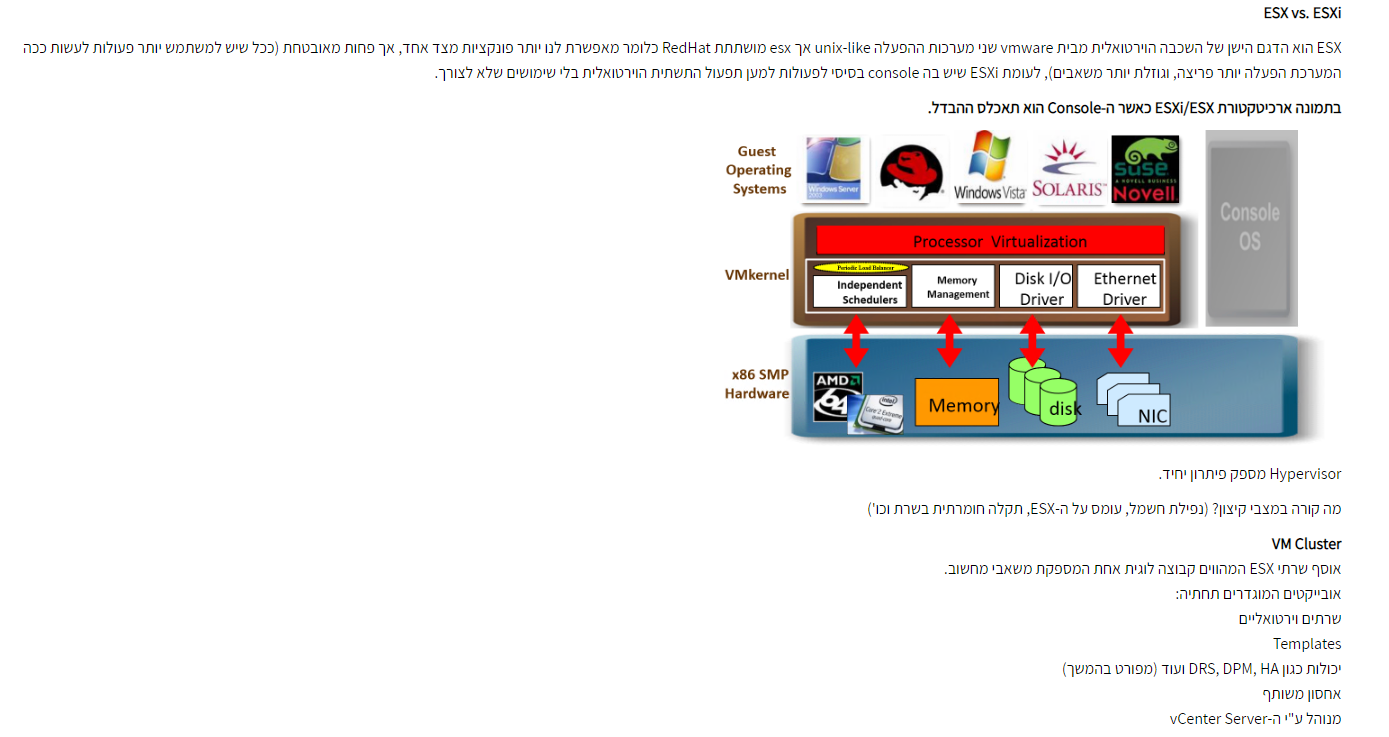 ESX vs. ESXi
ESX הוא הדגם הישן של השכבה הוירטואלית מבית vmware שני מערכות ההפעלה unix-like אך esx מושתתת RedHat כלומר מאפשרת לנו יותר פונקציות מצד אחד, אך פחות מאובטחת (ככל שיש למשתמש יותר פעולות לעשות ככה
המערכת הפעלה יותר פריצה, וגוזלת יותר משאבים), לעומת ESXi שיש בה console בסיסי לפעולות למען תפעול התשתית הוירטואלית בלי שימושים שלא לצורך.
בתמונה ארכיטקטורת ESXi/ESX כאשר ה-Console הוא תאכלס ההבדל.
Guest
Operating
Systems
Windows Server
2003
Windows Vista
SOLARIS
SUSE
A NOVELL BUSINESS
Novell
Console
OS
Processor Virtualization
VMkernel
Periodic Load Balancer
Independent
Schedulers
Memory
Management
Disk I/O
Driver
Ethernet
Driver
x86 SMP
Hardware
AMD
64
intel
Core 2 Extreme
quad-core
Memory
disk
NIC
Hypervisor מספק פיתרון יחיד.
מה קורה במצבי קיצון? (נפילת חשמל, עומס על ה-ESX, תקלה חומרתית בשרת וכו')
VM Cluster
אוסף שרתי ESX המהווים קבוצה לוגית אחת המספקת משאבי מחשוב.
אובייקטים המוגדרים תחתיה:
שרתים וירטואליים
Templates
יכולות כגון DRS, DPM, HA ועוד (מפורט בהמשך)
אחסון משותף
מנוהל ע"י ה-vCenter Server